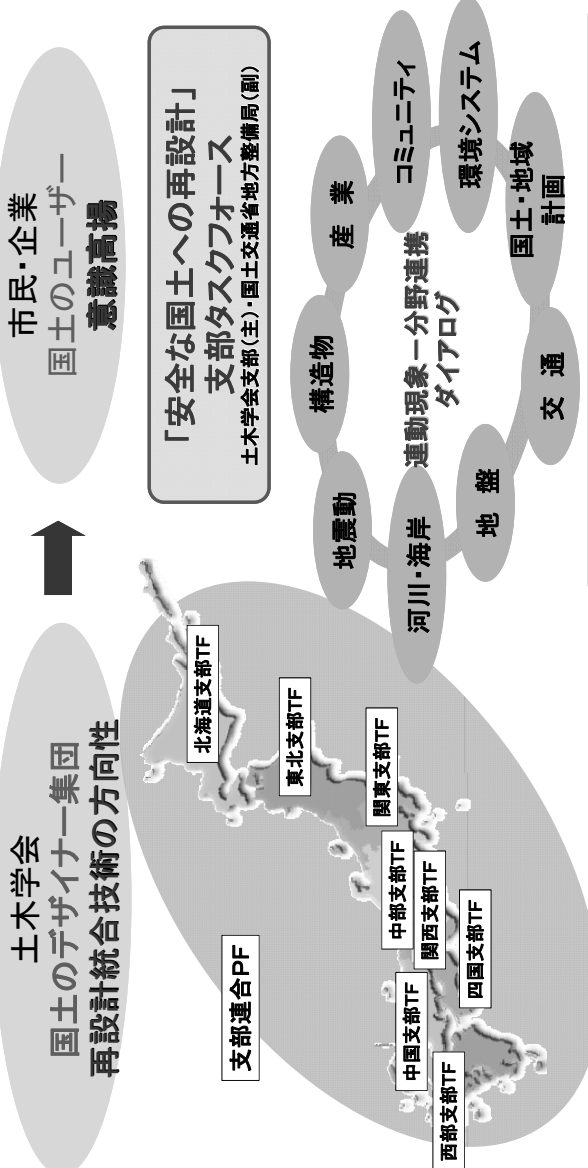 土木学会
国土のデザイナー集団
再設計統合技術の方向性
市民・企業
国土のユーザー
意識高揚
支部連合PF
北海道支部TF
東北支部TF
関東支部TF
中部支部TF
関西支部TF
四国支部TF
中国支部TF
西部支部TF
「安全な国土への再設計」
支部タスクフォース
土木学会支部(主)・国土交通省地方整備局(副)
地震動
構造物
産 業
コミュニティ
環境システム
国土・地域
計画
交 通
地 盤
河川・海岸
連動現象ー分野連携
ダイアログ